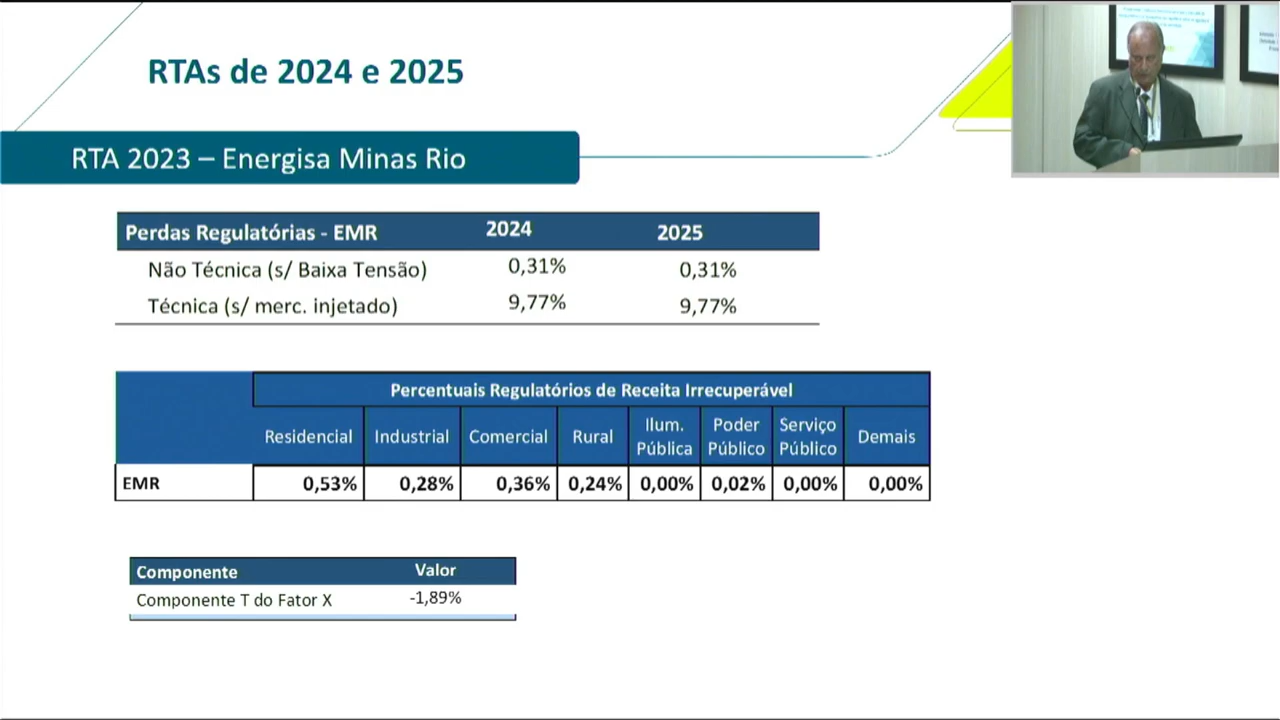 RTAs de 2024 e 2025
RTA 2023 – Energisa Minas Rio
Perdas Regulatórias - EMR 2024 2025
Não Técnica (s/ Baixa Tensão) 0,31% 0,31%
Técnica (s/ merc. injetado) 9,77% 9,77%
Percentuais Regulatórios de Receita Irrecuperável
Residencial Industrial Comercial Rural Ilum. Pública Poder Público Serviço Público Demais
EMR 0,53% 0,28% 0,36% 0,24% 0,00% 0,02% 0,00% 0,00%
Componente Valor
Componente T do Fator X -1,89%